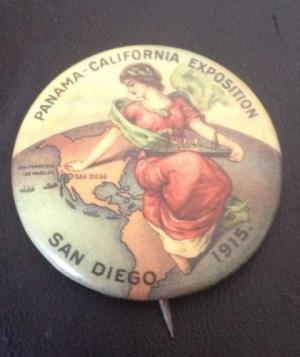 PANAMA-CALIFORNIA EXPOSITION
SAN FRANCISCO
LOS ANGELES
SAN DIEGO
SAN DIEGO 1915.